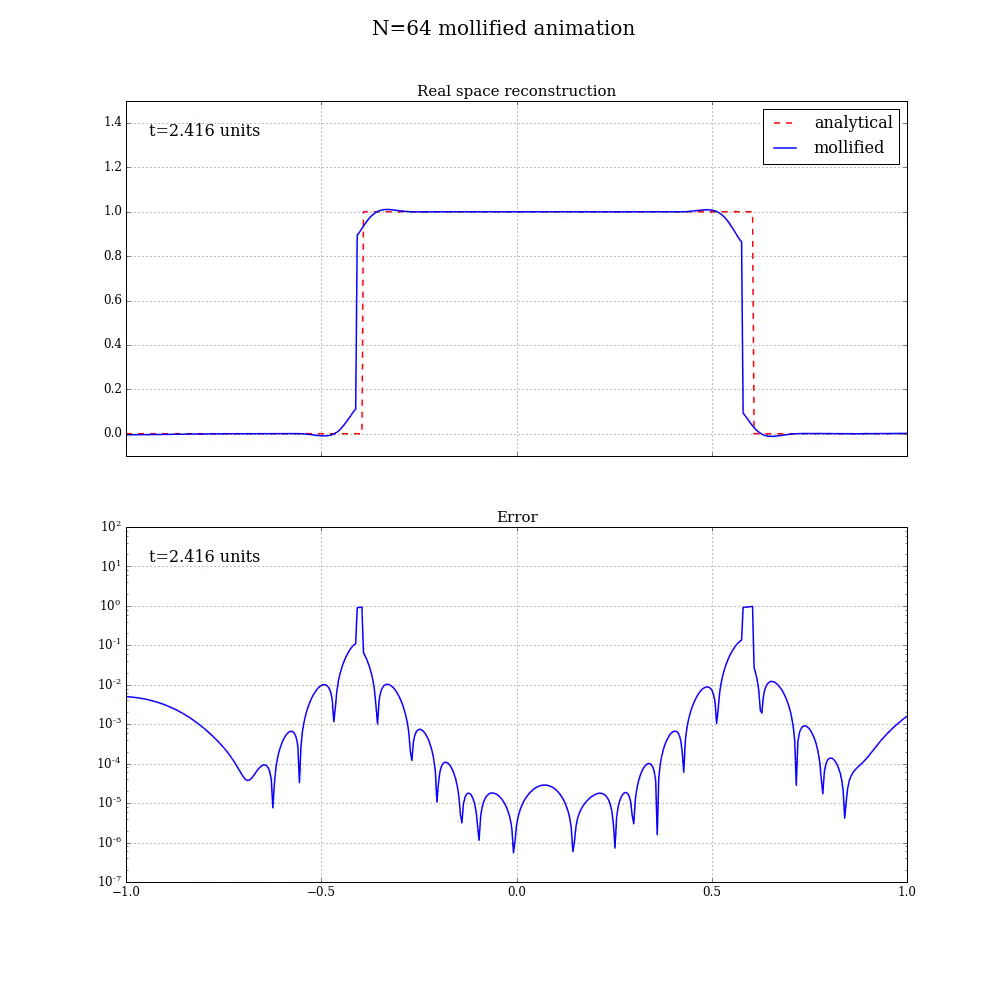 N=64 mollified animation
Real space reconstruction
t=2.416 units
analytical
mollified
1.4
1.2
1.0
0.8
0.6
0.4
0.2
0.0
Error
t=2.416 units
10²
10¹
10⁰
10⁻¹
10⁻²
10⁻³
10⁻⁴
10⁻⁵
10⁻⁶
10⁻⁷
−1.0 −0.5 0.0 0.5 1.0